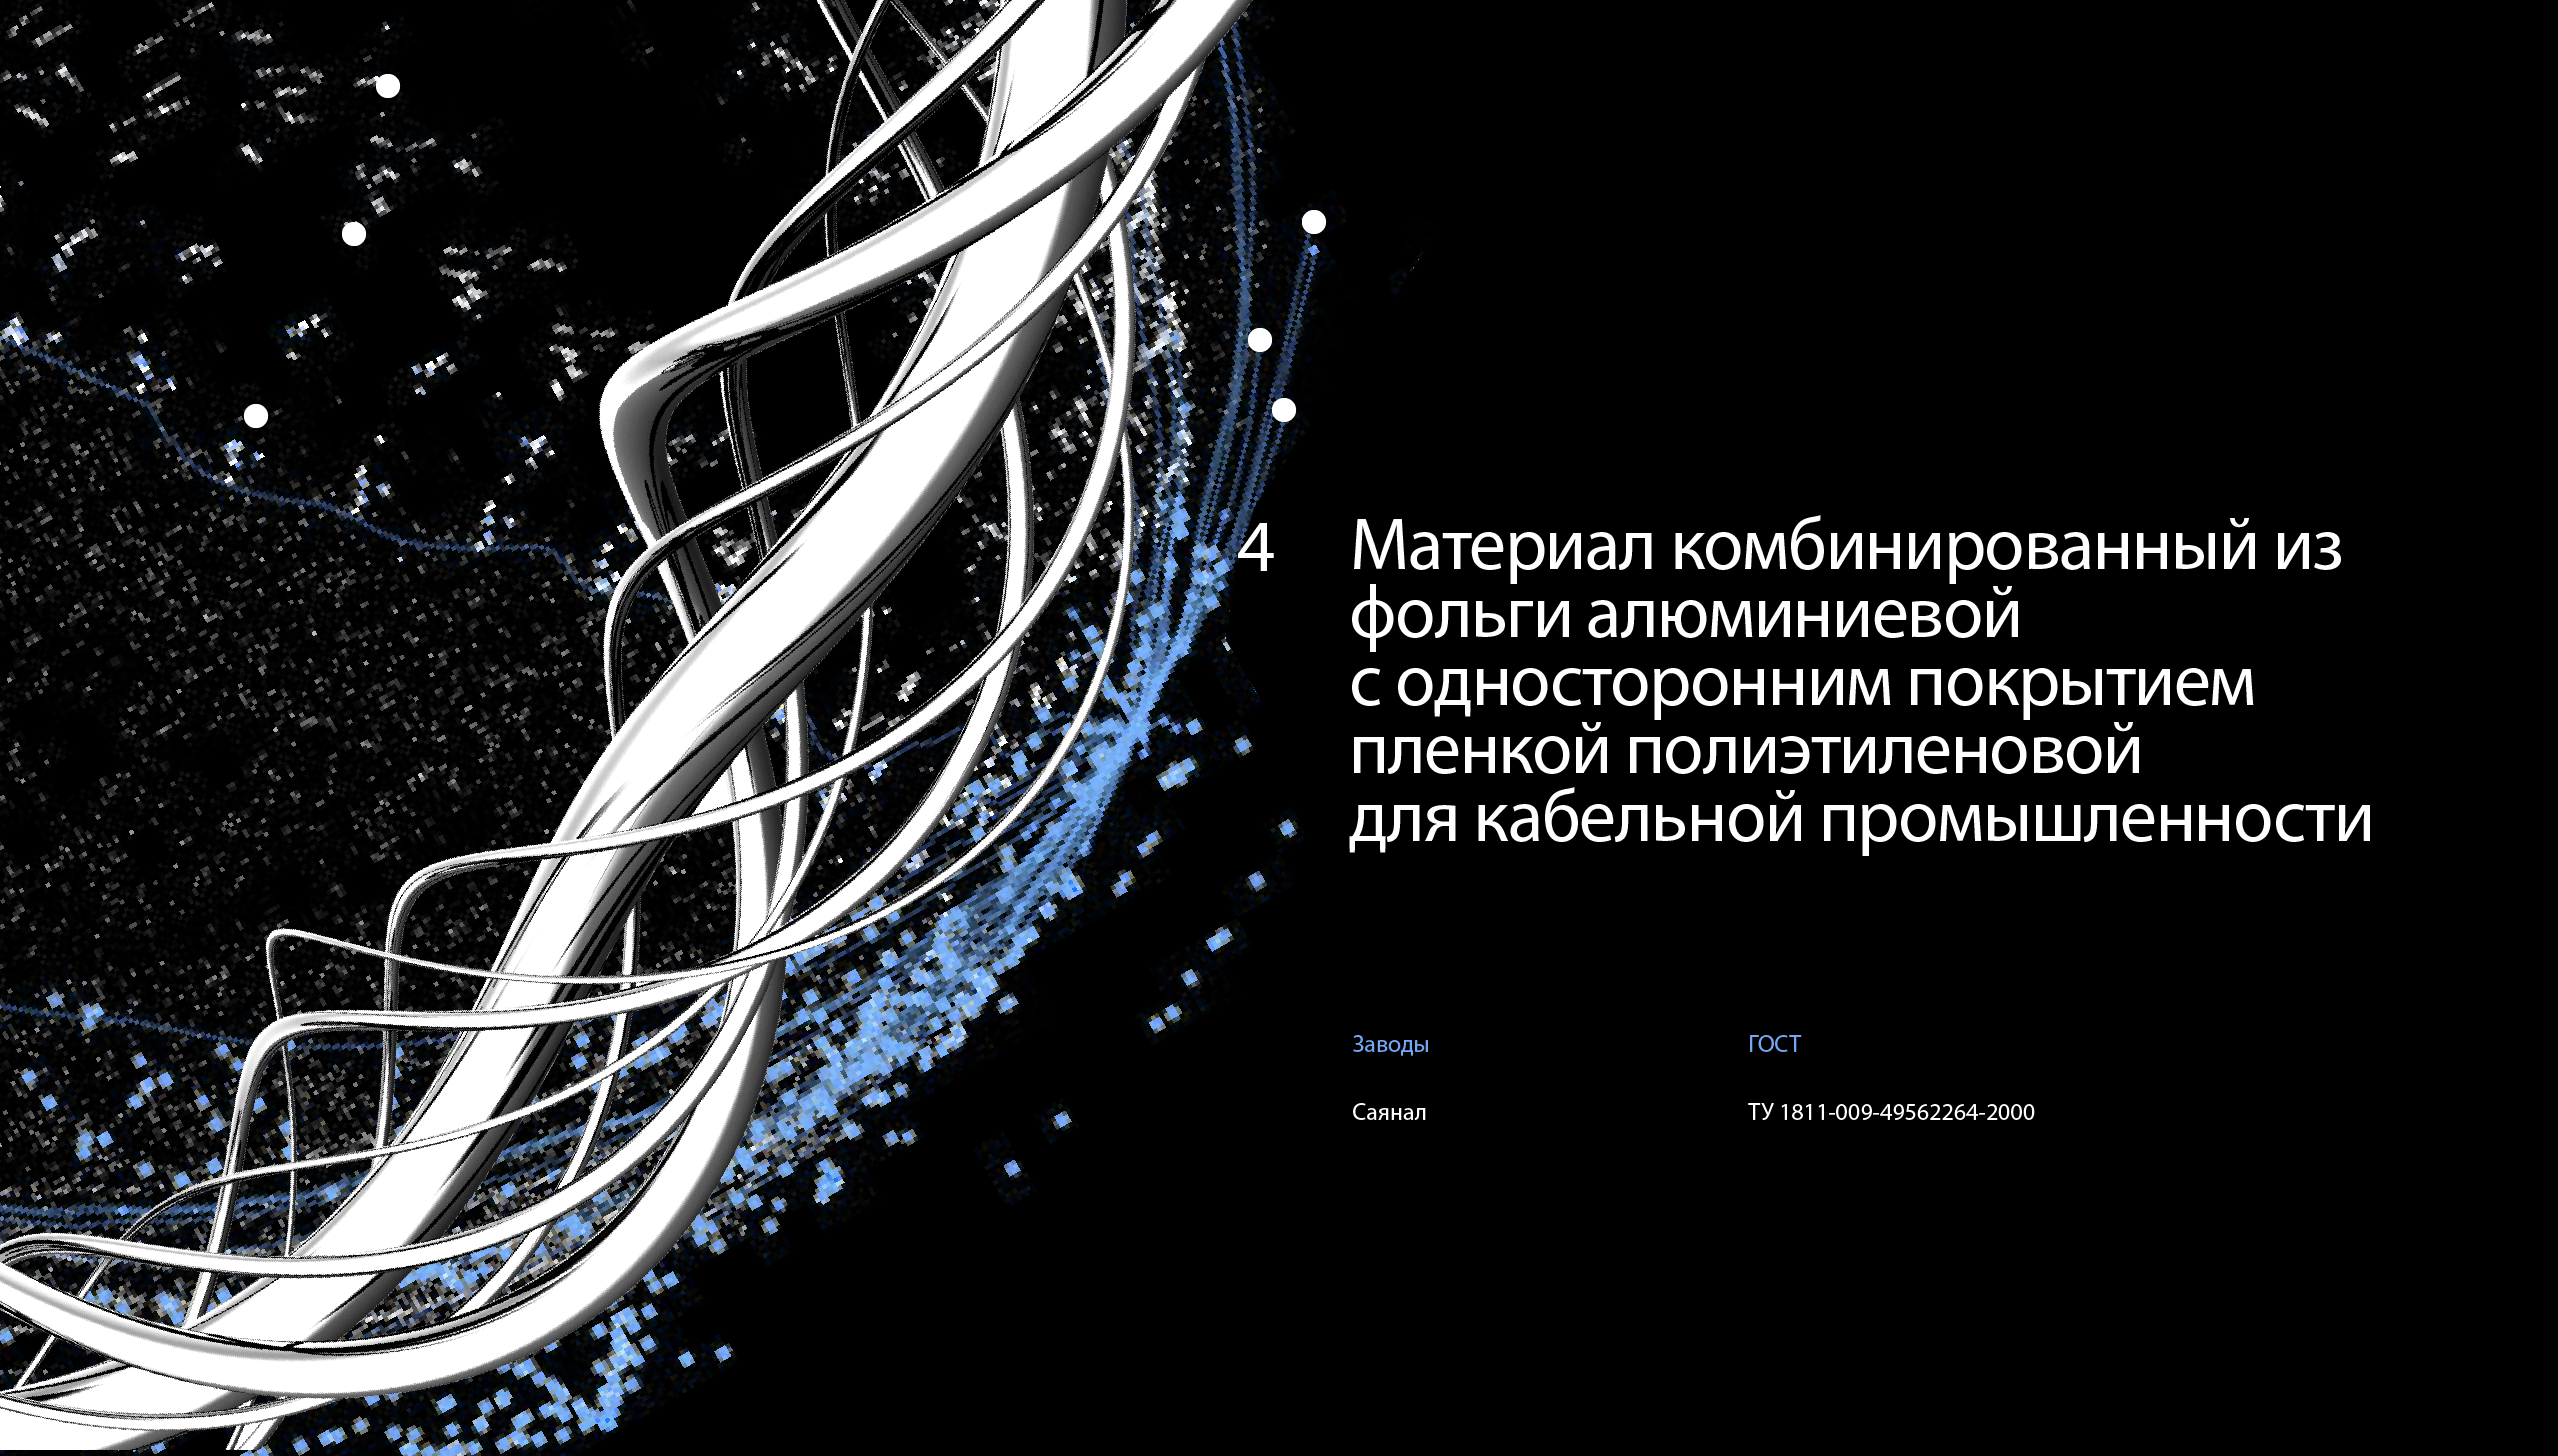 4
Материал комбинированный из
фольги алюминиевой
с односторонним покрытием
пленкой полиэтиленовой
для кабельной промышленности
Заводы
ГОСТ
Саянал
ТУ 1811-009-49562264-2000